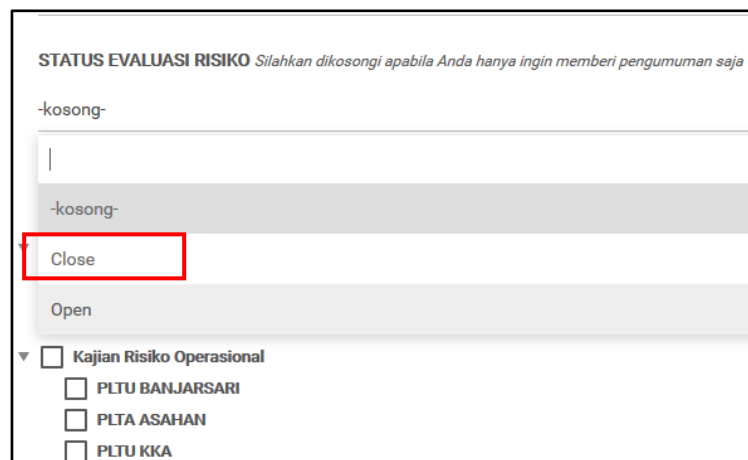 STATUS EVALUASI RISIKO Silahkan dikosongi apabila Anda hanya ingin memberi pengumuman saja
-kosong-
-kosong-
Close
Open
Kajian Risiko Operasional
PLTU BANJARSARI
PLTA ASAHAN
PLTU KKA